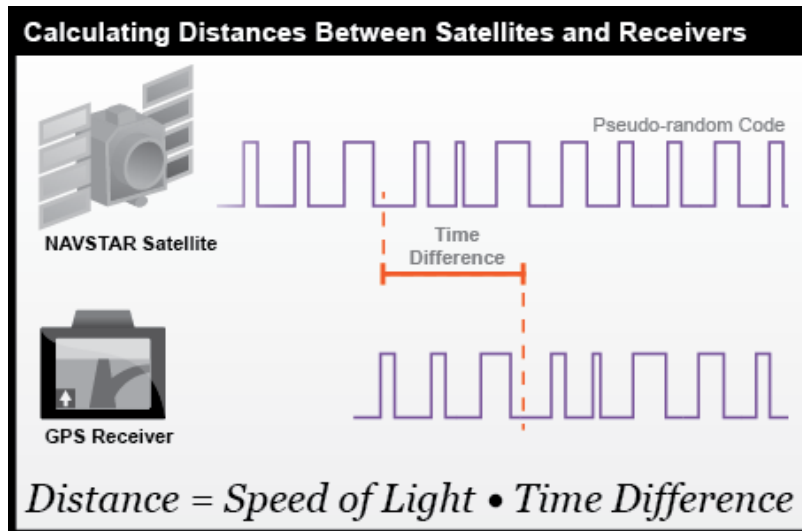 Calculating Distances Between Satellites and Receivers
Pseudo-random Code
NAVSTAR Satellite
Time
Difference
GPS Receiver
Distance = Speed of Light • Time Difference